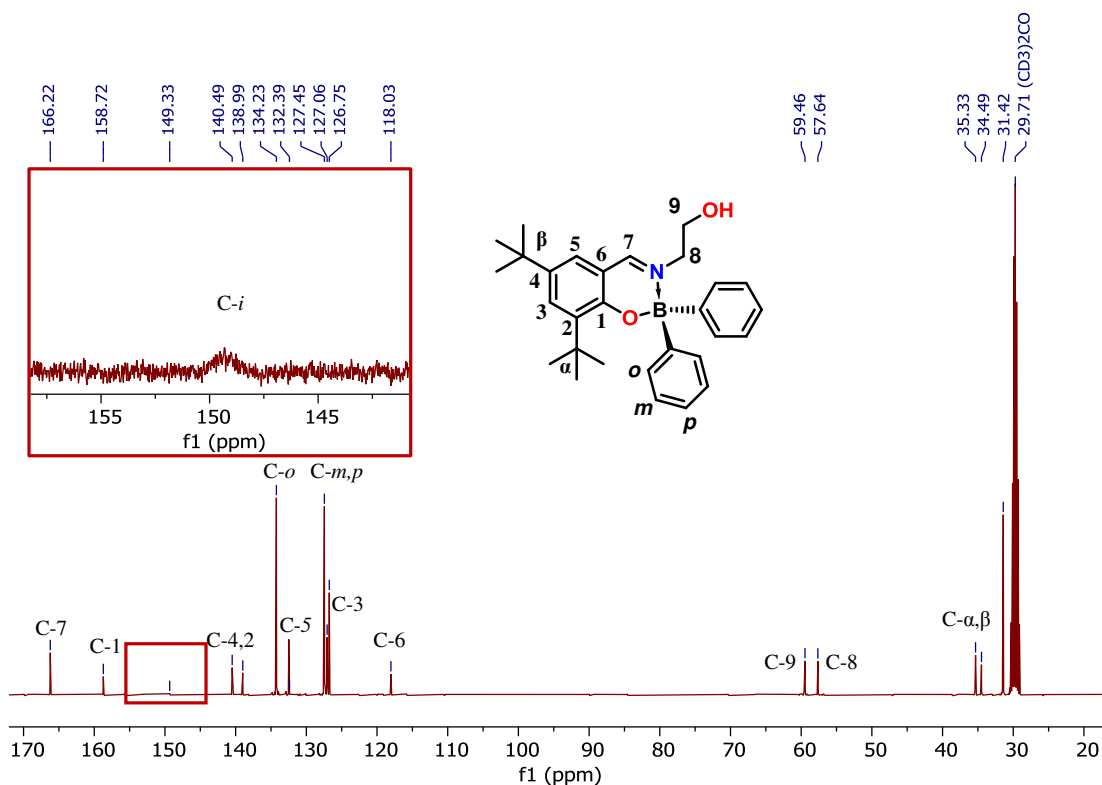 166.22
158.72
149.33
140.49
138.99
134.23
132.39
127.45
127.06
126.75
118.03
59.46
57.64
35.33
34.49
31.42
29.71 (CD3)2CO
C-i
155 150 145
f1 (ppm)
9 OH
β 5 7
6 8
4 N
3 1 B
2 O
α o
m
p
C-o C-m,p
C-3
C-7 C-1 C-4,2 C-5 C-6
C-9 C-8
C-α,β
170 160 150 140 130 120 110 100 90 80 70 60 50 40 30 20
f1 (ppm)